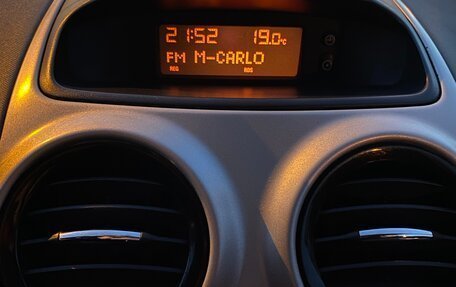 21:52 19.0°C
FM M-CARLO
REG RDS